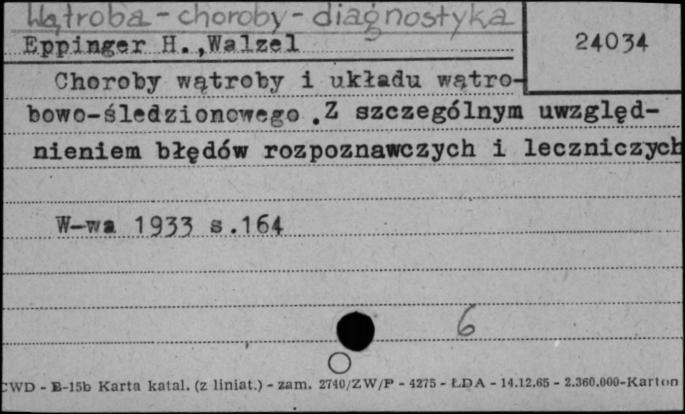 Wątroba - choroby - diagnostyka
Eppinger H.,Walzel
24034
Choroby wątroby i układu wątro-
bowo-śledzionowego .Z szczególnym uwzględ-
nieniem błędów rozpoznawczych i leczniczych
W-wa 1933 s.164
6
CWD - B-15b Karta katal. (z liniat.) - zam. 2740/ZW/P - 4275 - ŁDA - 14.12.65 - 2.360.000-Karton